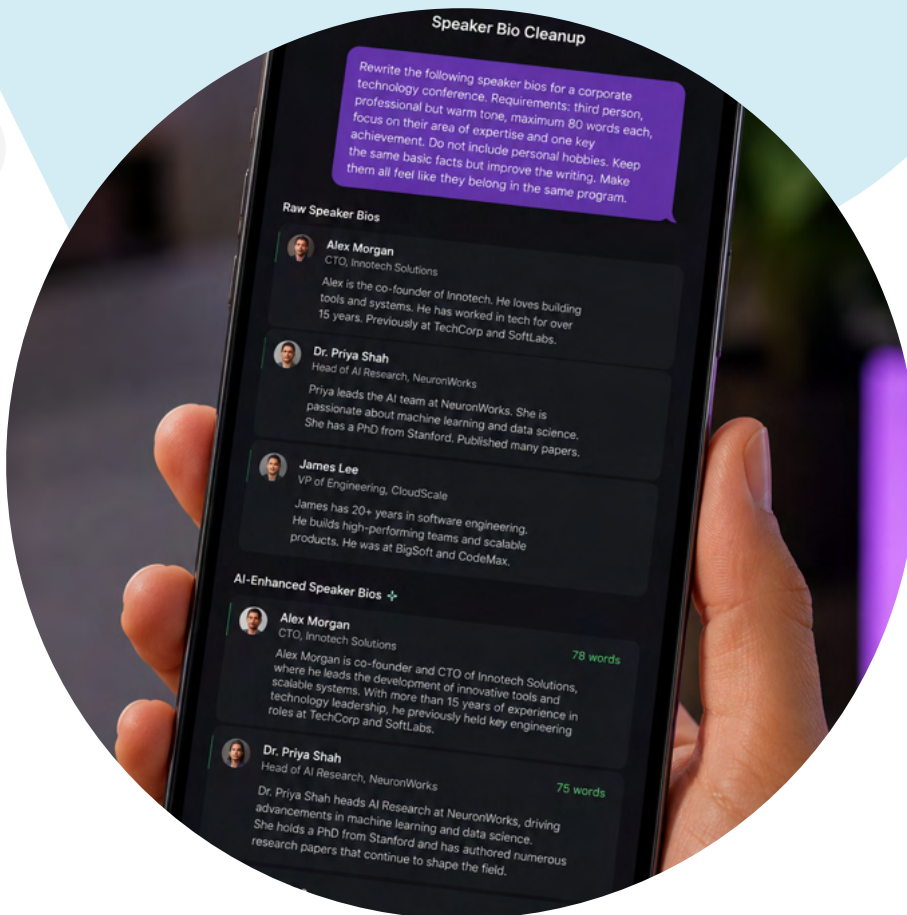 Speaker Bio Cleanup
Rewrite the following speaker bios for a corporate
technology conference. Requirements: third person,
professional but warm tone, maximum 80 words each,
focus on their area of expertise and one key
achievement. Do not include personal hobbies. Keep
the same basic facts but improve the writing. Make
them all feel like they belong in the same program.
Raw Speaker Bios
Alex Morgan
CTO, Innotech Solutions
Alex is the co-founder of Innotech. He loves building
tools and systems. He has worked in tech for over
15 years. Previously at TechCorp and SoftLabs.
Dr. Priya Shah
Head of AI Research, NeuronWorks
Priya leads the AI team at NeuronWorks. She is
passionate about machine learning and data science.
She has a PhD from Stanford. Published many papers.
James Lee
VP of Engineering, CloudScale
James has 20+ years in software engineering.
He builds high-performing teams and scalable
products. He was at BigSoft and CodeMax.
AI-Enhanced Speaker Bios
Alex Morgan
CTO, Innotech Solutions
78 words
Alex Morgan is co-founder and CTO of Innotech Solutions,
where he leads the development of innovative tools and
scalable systems. With more than 15 years of experience in
technology leadership, he previously held key engineering
roles at TechCorp and SoftLabs.
Dr. Priya Shah
Head of AI Research, NeuronWorks
75 words
Dr. Priya Shah heads AI Research at NeuronWorks, driving
advancements in machine learning and data science.
She holds a PhD from Stanford and has authored numerous
research papers that continue to shape the field.